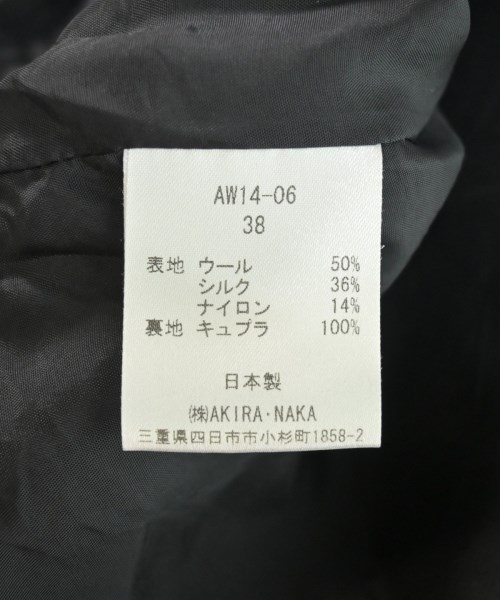 AW14-06
38
表地 ウール 50%
シルク 36%
ナイロン 14%
裏地 キュプラ 100%
日本製
㈱AKIRA・NAKA
三重県四日市市小杉町1858-2